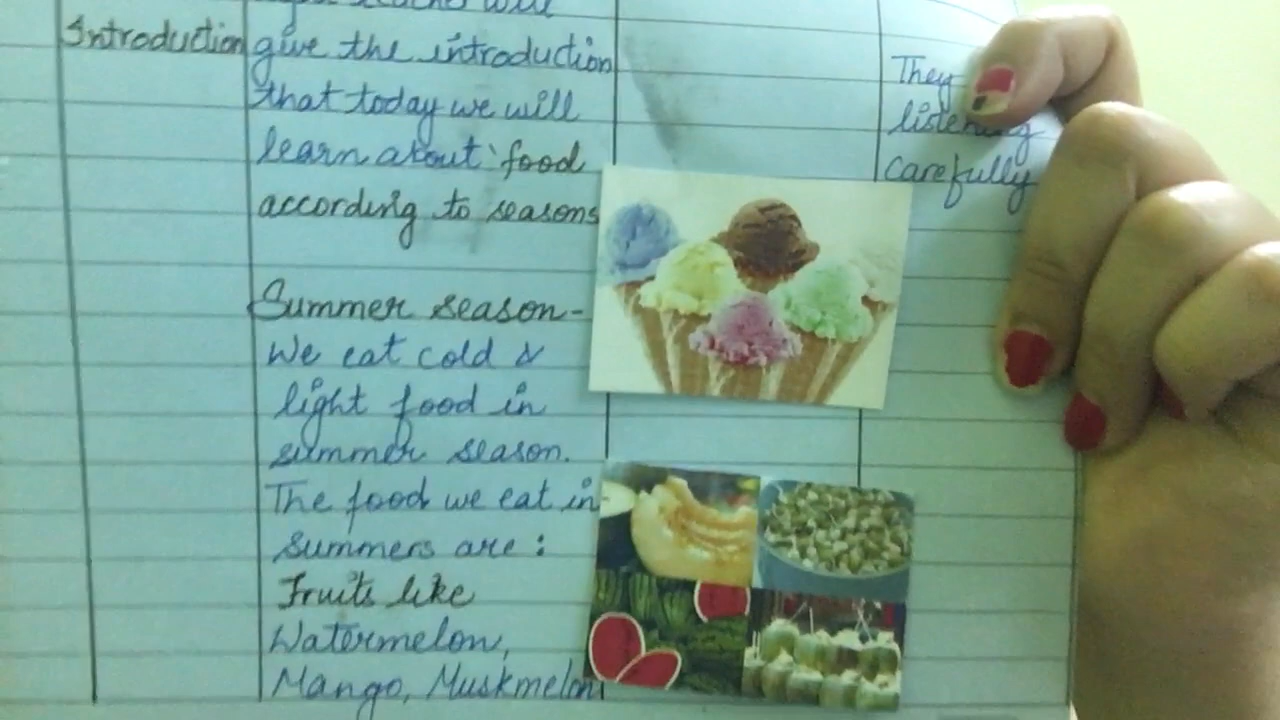 will
Introduction
give the introduction
that today we will
learn about food
according to seasons
Summer season-
We eat cold &
light food in
summer season.
The food we eat in
summers are :
Fruits like
Watermelon,
Mango, Muskmelon
They
listening
carefully